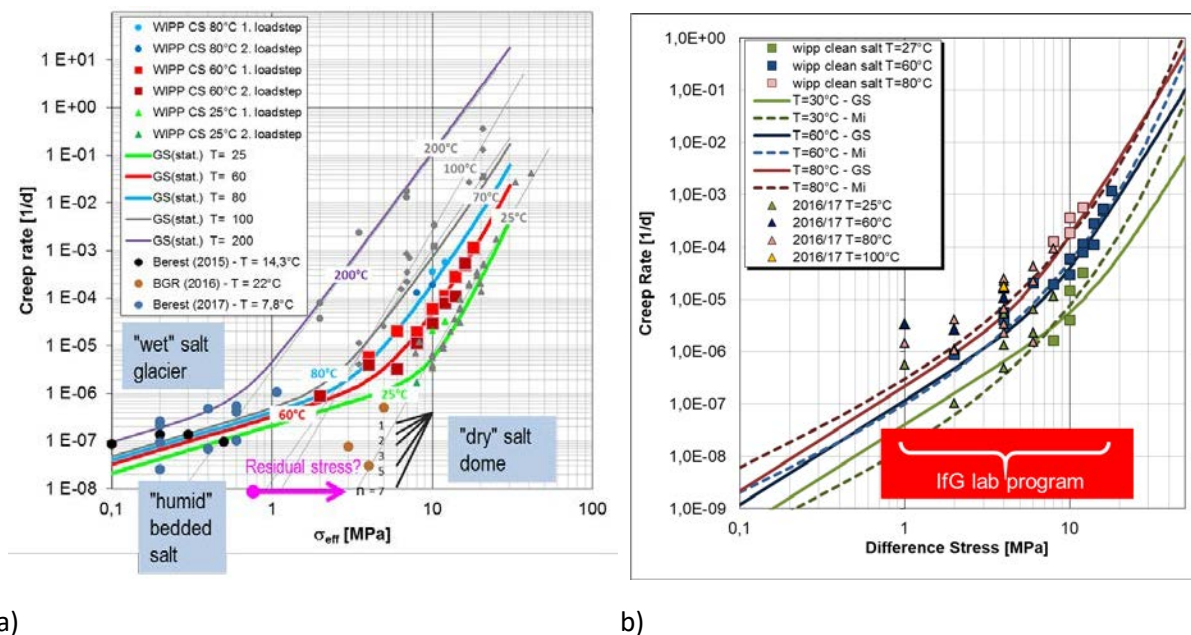 1 E+01
1 E+00
1 E-01
1 E-02
1 E-03
1 E-04
1 E-05
1 E-06
1 E-07
1 E-08
Creep rate [1/d]
WIPP CS 80°C 1. loadstep
WIPP CS 80°C 2. loadstep
WIPP CS 60°C 1. loadstep
WIPP CS 60°C 2. loadstep
WIPP CS 25°C 1. loadstep
WIPP CS 25°C 2. loadstep
GS(stat.) T= 25
GS(stat.) T= 60
GS(stat.) T= 80
GS(stat.) T= 100
GS(stat.) T= 200
Berest (2015) - T = 14,3°C
BGR (2016) - T = 22°C
Berest (2017) - T = 7,8°C
200°C
100°C
70°C
25°C
200°C
80°C
60°C
25°C
"wet" salt
glacier
"dry" salt
dome
"humid"
bedded
salt
Residual stress?
1
2
3
5
n = 7
0,1
1
10
100
σeff [MPa]
a)
1,0E+00
1,0E-01
1,0E-02
1,0E-03
1,0E-04
1,0E-05
1,0E-06
1,0E-07
1,0E-08
1,0E-09
Creep Rate [1/d]
wipp clean salt T=27°C
wipp clean salt T=60°C
wipp clean salt T=80°C
T=30°C - GS
T=30°C - Mi
T=60°C - GS
T=60°C - Mi
T=80°C - GS
T=80°C - Mi
2016/17 T=25°C
2016/17 T=60°C
2016/17 T=80°C
2016/17 T=100°C
IfG lab program
0,1
1
10
Difference Stress [MPa]
b)